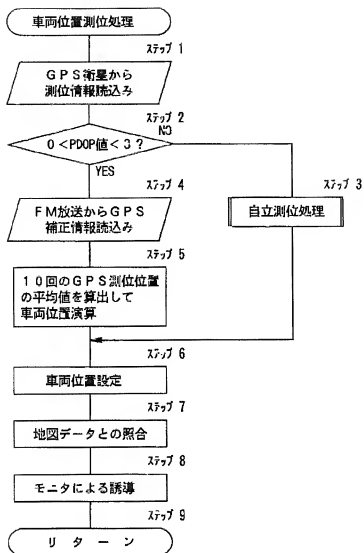 車両位置測位処理
ステップ 1
GPS衛星から
測位情報読込み
ステップ 2
0<PDOP値<3?
NO
YES
ステップ 3
自立測位処理
ステップ 4
FM放送からGPS
補正情報読込み
ステップ 5
10回のGPS測位位置
の平均値を算出して
車両位置演算
ステップ 6
車両位置設定
ステップ 7
地図データとの照合
ステップ 8
モニタによる誘導
ステップ 9
リターン